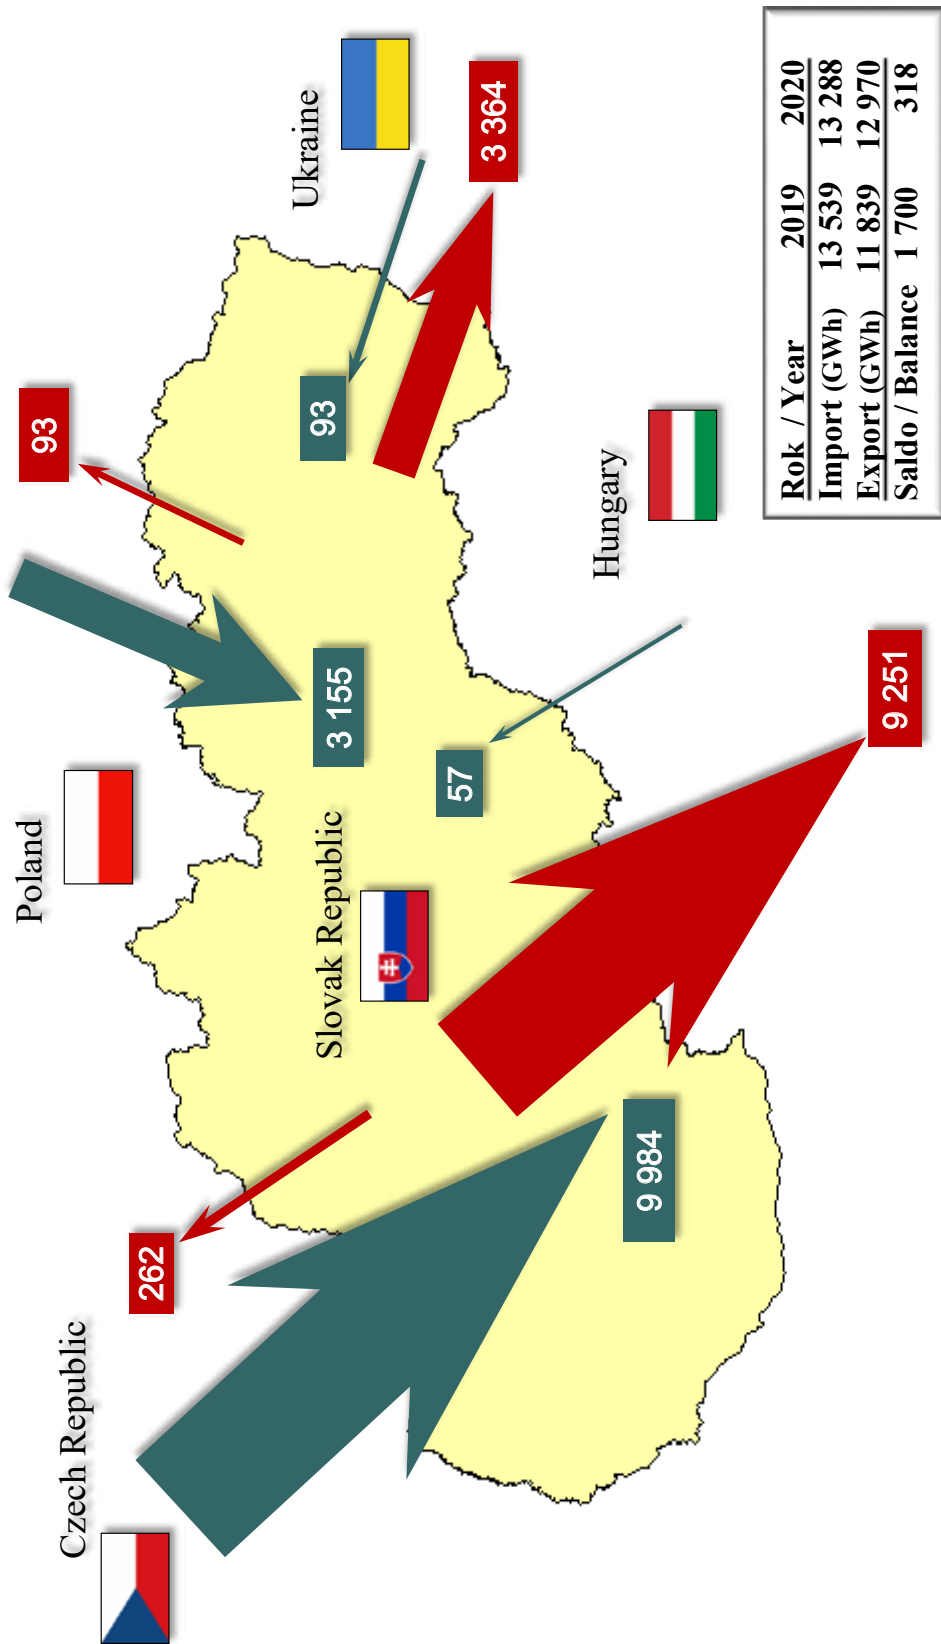 Czech Republic
262
Poland
93
3 155
Ukraine
93
3 364
Slovak Republic
57
9 984
Hungary
9 251
Rok / Year 2019 2020
Import (GWh) 13 539 13 288
Export (GWh) 11 839 12 970
Saldo / Balance 1 700 318